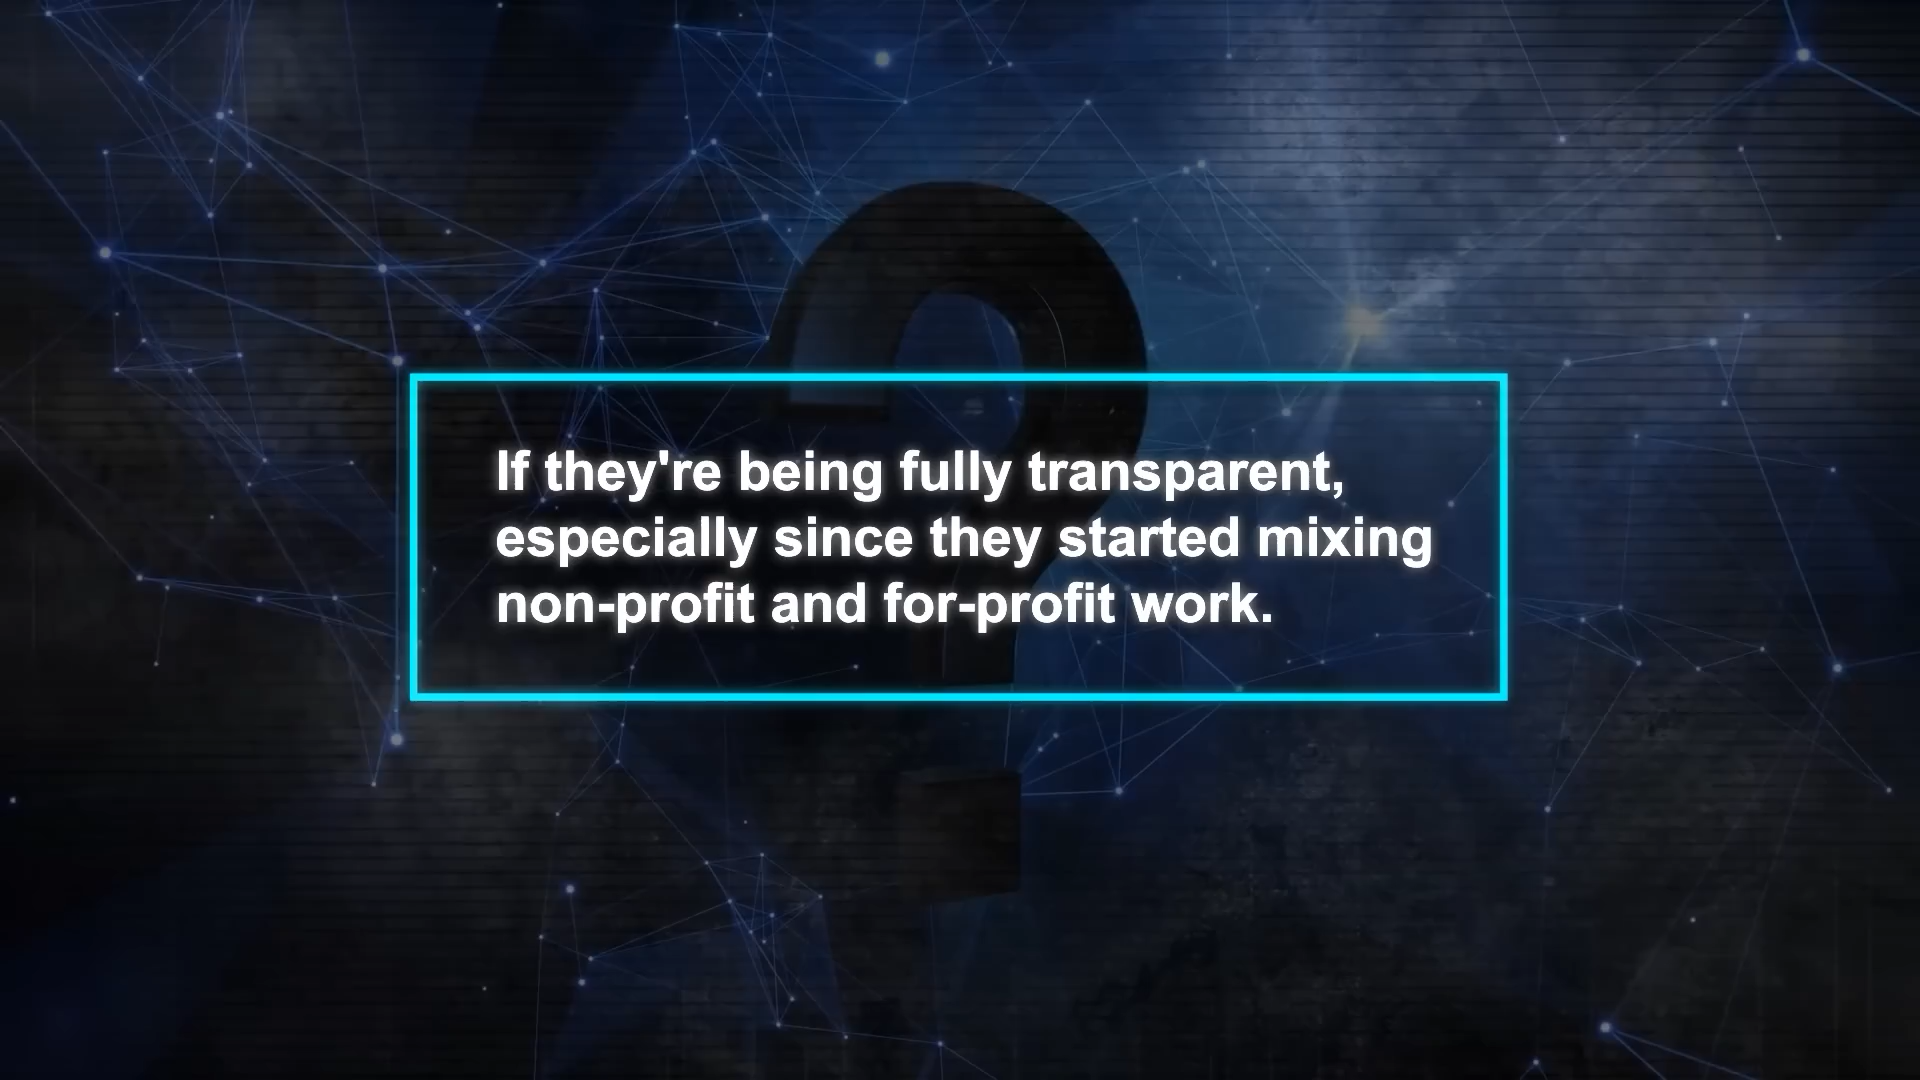 If they're being fully transparent,
especially since they started mixing
non-profit and for-profit work.